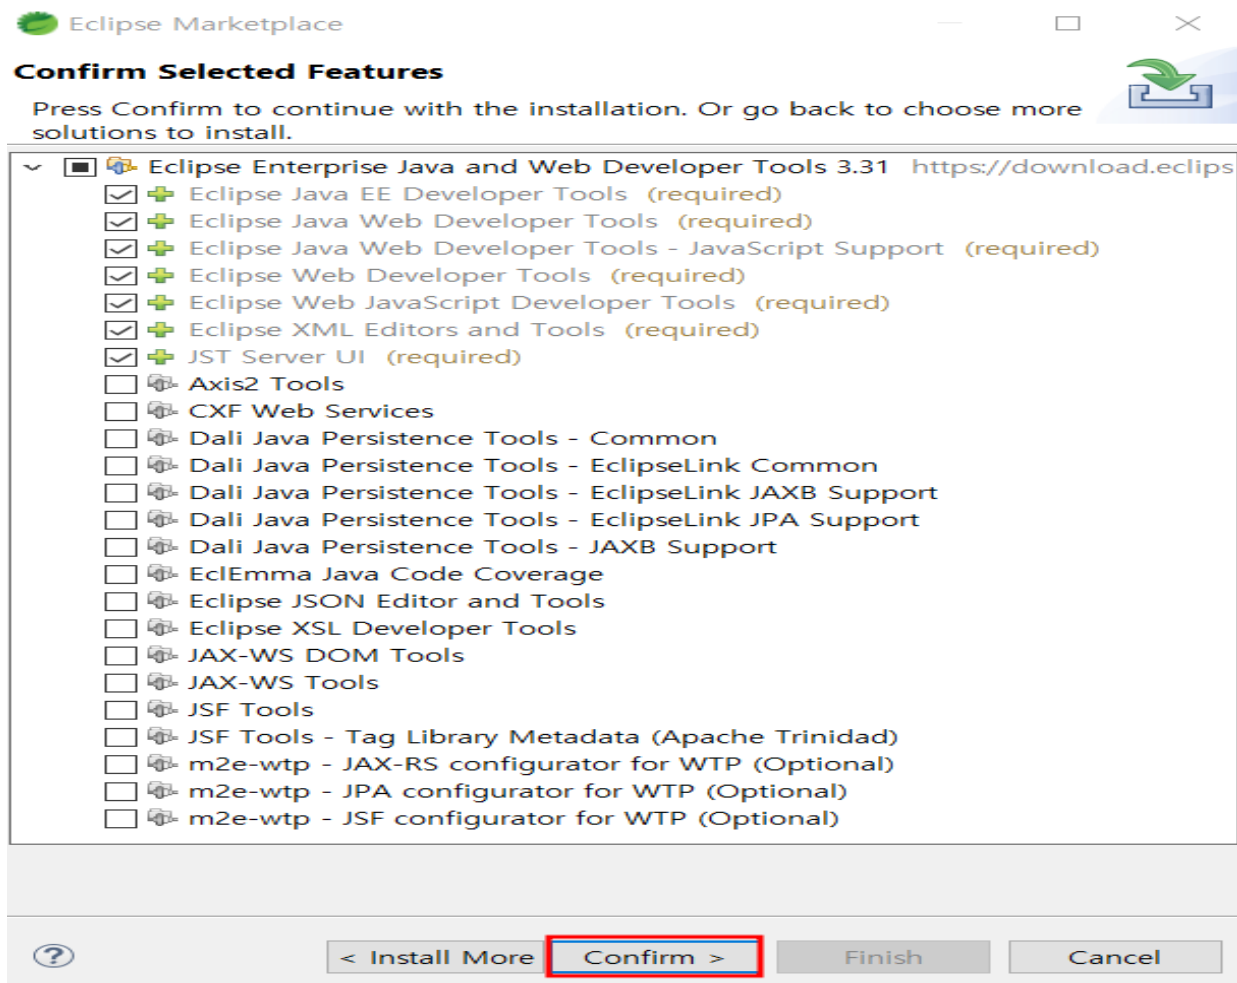 Eclipse Marketplace
Confirm Selected Features
Press Confirm to continue with the installation. Or go back to choose more
solutions to install.
Eclipse Enterprise Java and Web Developer Tools 3.31 https://download.eclips
Eclipse Java EE Developer Tools (required)
Eclipse Java Web Developer Tools (required)
Eclipse Java Web Developer Tools - JavaScript Support (required)
Eclipse Web Developer Tools (required)
Eclipse Web JavaScript Developer Tools (required)
Eclipse XML Editors and Tools (required)
JST Server UI (required)
Axis2 Tools
CXF Web Services
Dali Java Persistence Tools - Common
Dali Java Persistence Tools - EclipseLink Common
Dali Java Persistence Tools - EclipseLink JAXB Support
Dali Java Persistence Tools - EclipseLink JPA Support
Dali Java Persistence Tools - JAXB Support
EclEmma Java Code Coverage
Eclipse JSON Editor and Tools
Eclipse XSL Developer Tools
JAX-WS DOM Tools
JAX-WS Tools
JSF Tools
JSF Tools - Tag Library Metadata (Apache Trinidad)
m2e-wtp - JAX-RS configurator for WTP (Optional)
m2e-wtp - JPA configurator for WTP (Optional)
m2e-wtp - JSF configurator for WTP (Optional)
? < Install More Confirm > Finish Cancel